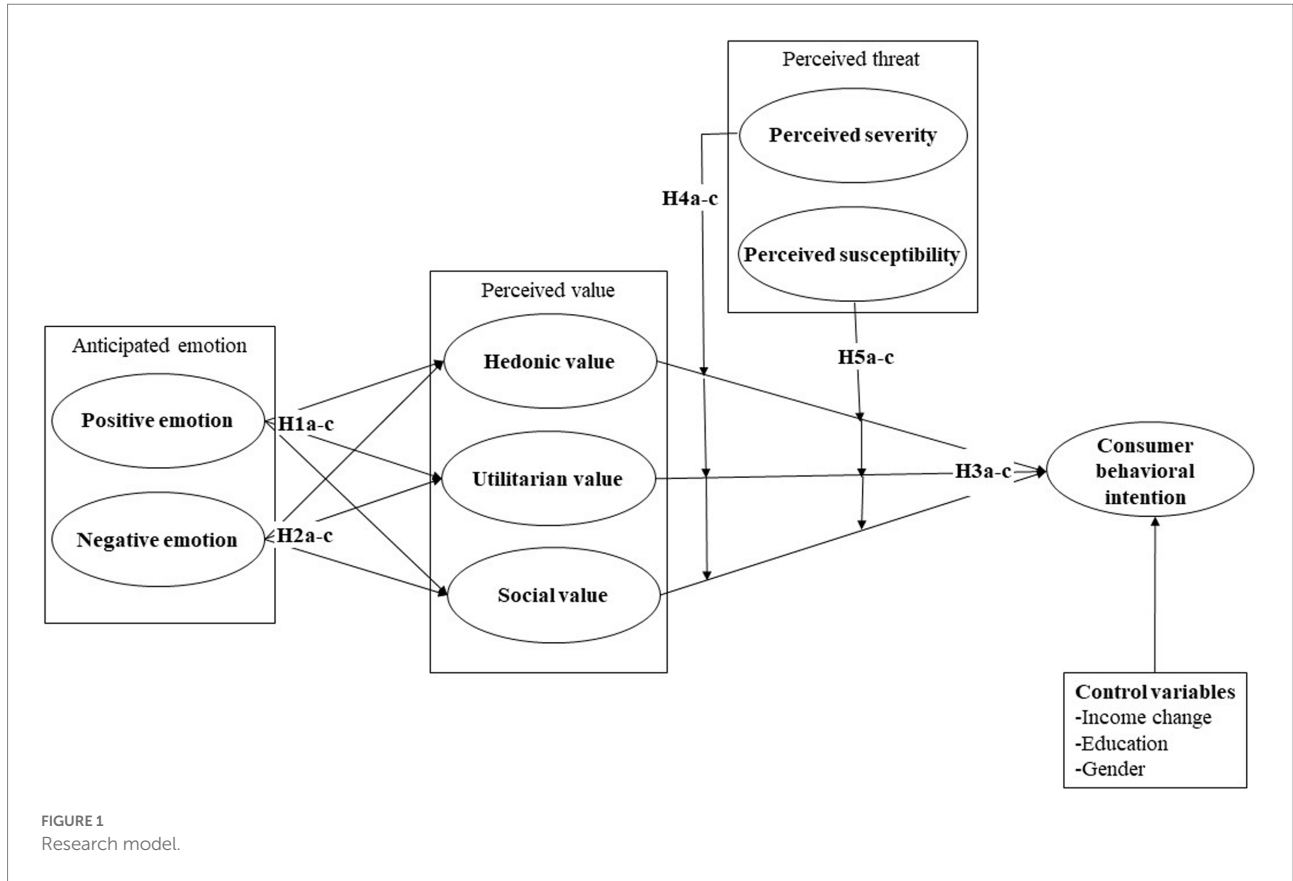 Perceived threat
Perceived severity
H4a-c
Perceived susceptibility
Perceived value
Anticipated emotion
Hedonic value
H5a-c
Positive emotion
H1a-c
Utilitarian value
H3a-c
Consumer
behavioral
intention
Negative emotion
H2a-c
Social value
Control variables
-Income change
-Education
-Gender
FIGURE 1
Research model.